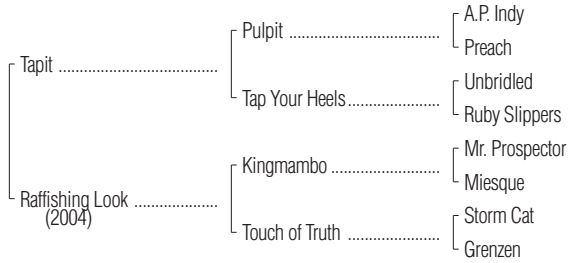 A.P. Indy
Pulpit ........................................
Preach
Tapit ..........................................
Unbridled
Tap Your Heels........................
Ruby Slippers
Mr. Prospector
Kingmambo .............................
Miesque
Raffishing Look ......................
(2004)
Storm Cat
Touch of Truth ........................
Grenzen